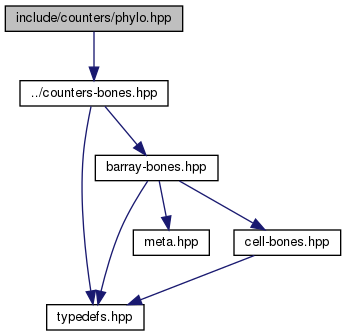 include/counters/phylo.hpp
../counters-bones.hpp
barray-bones.hpp
meta.hpp
cell-bones.hpp
typedefs.hpp